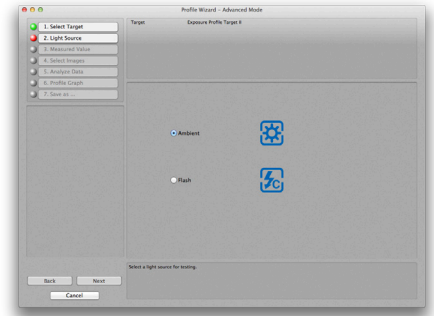 Profile Wizard – Advanced Mode
1. Select Target
2. Light Source
3. Measured Value
4. Select Images
5. Analyze Data
6. Profile Graph
7. Save as ...
Target Exposure Profile Target II
Ambient
Flash
C
Select a light source for testing.
Back Next
Cancel